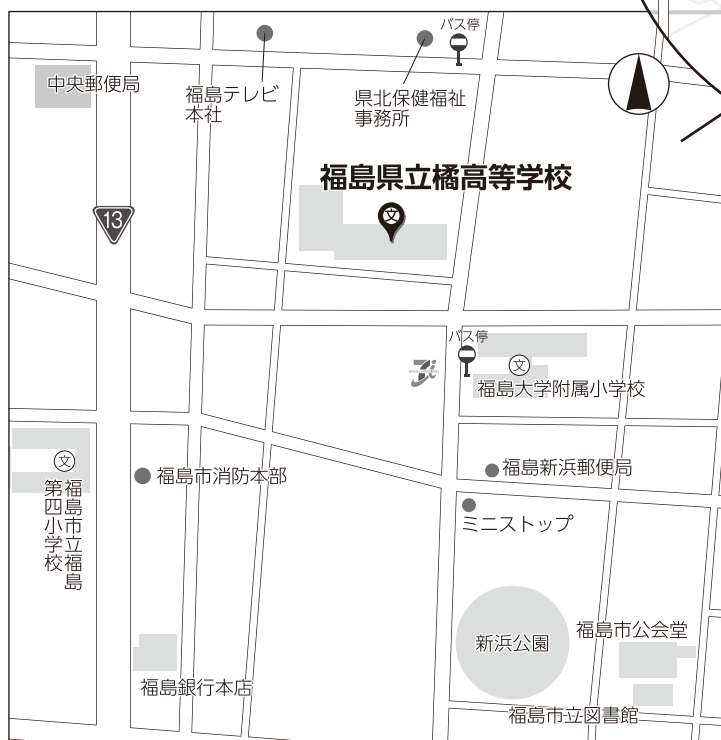 バス停
中央郵便局
福島テレビ
本社
県北保健福祉
事務所
福島県立橘高等学校
文
13
バス停
文
福島大学附属小学校
文
福島市立福島
第四小学校
福島市消防本部
福島新浜郵便局
ミニストップ
新浜公園
福島市公会堂
福島銀行本店
福島市立図書館